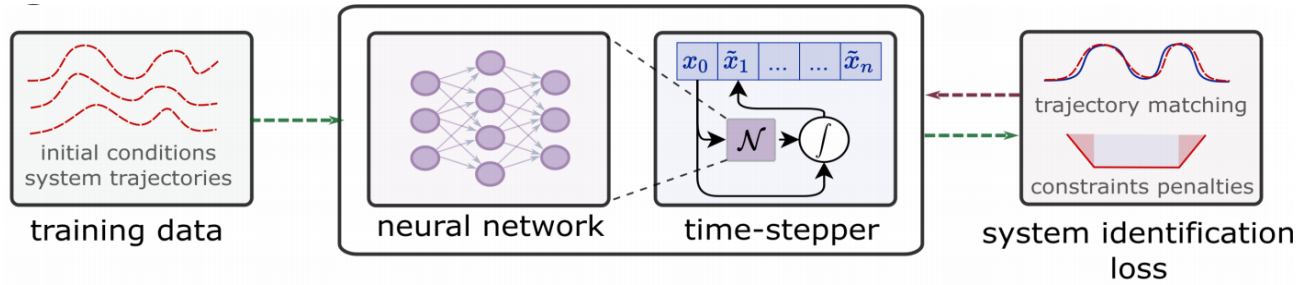 initial conditions
system trajectories
training data
neural network
x₀ x̃₁ ... ... x̃ₙ
𝒩 ∫
time-stepper
trajectory matching
constraints penalties
system identification
loss